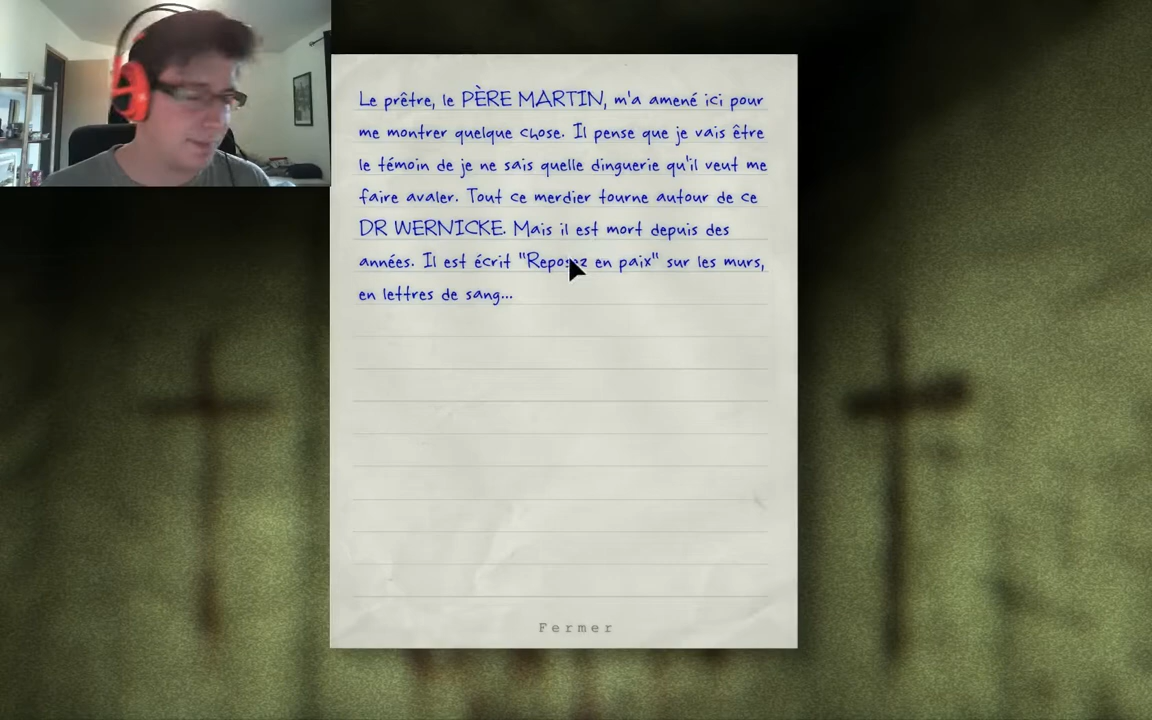 Le prêtre, le PÈRE MARTIN, m'a amené ici pour
me montrer quelque chose. Il pense que je vais être
le témoin de je ne sais quelle dinguerie qu'il veut me
faire avaler. Tout ce merdier tourne autour de ce
DR WERNICKE. Mais il est mort depuis des
années. Il est écrit "Reposez en paix" sur les murs,
en lettres de sang...
Fermer